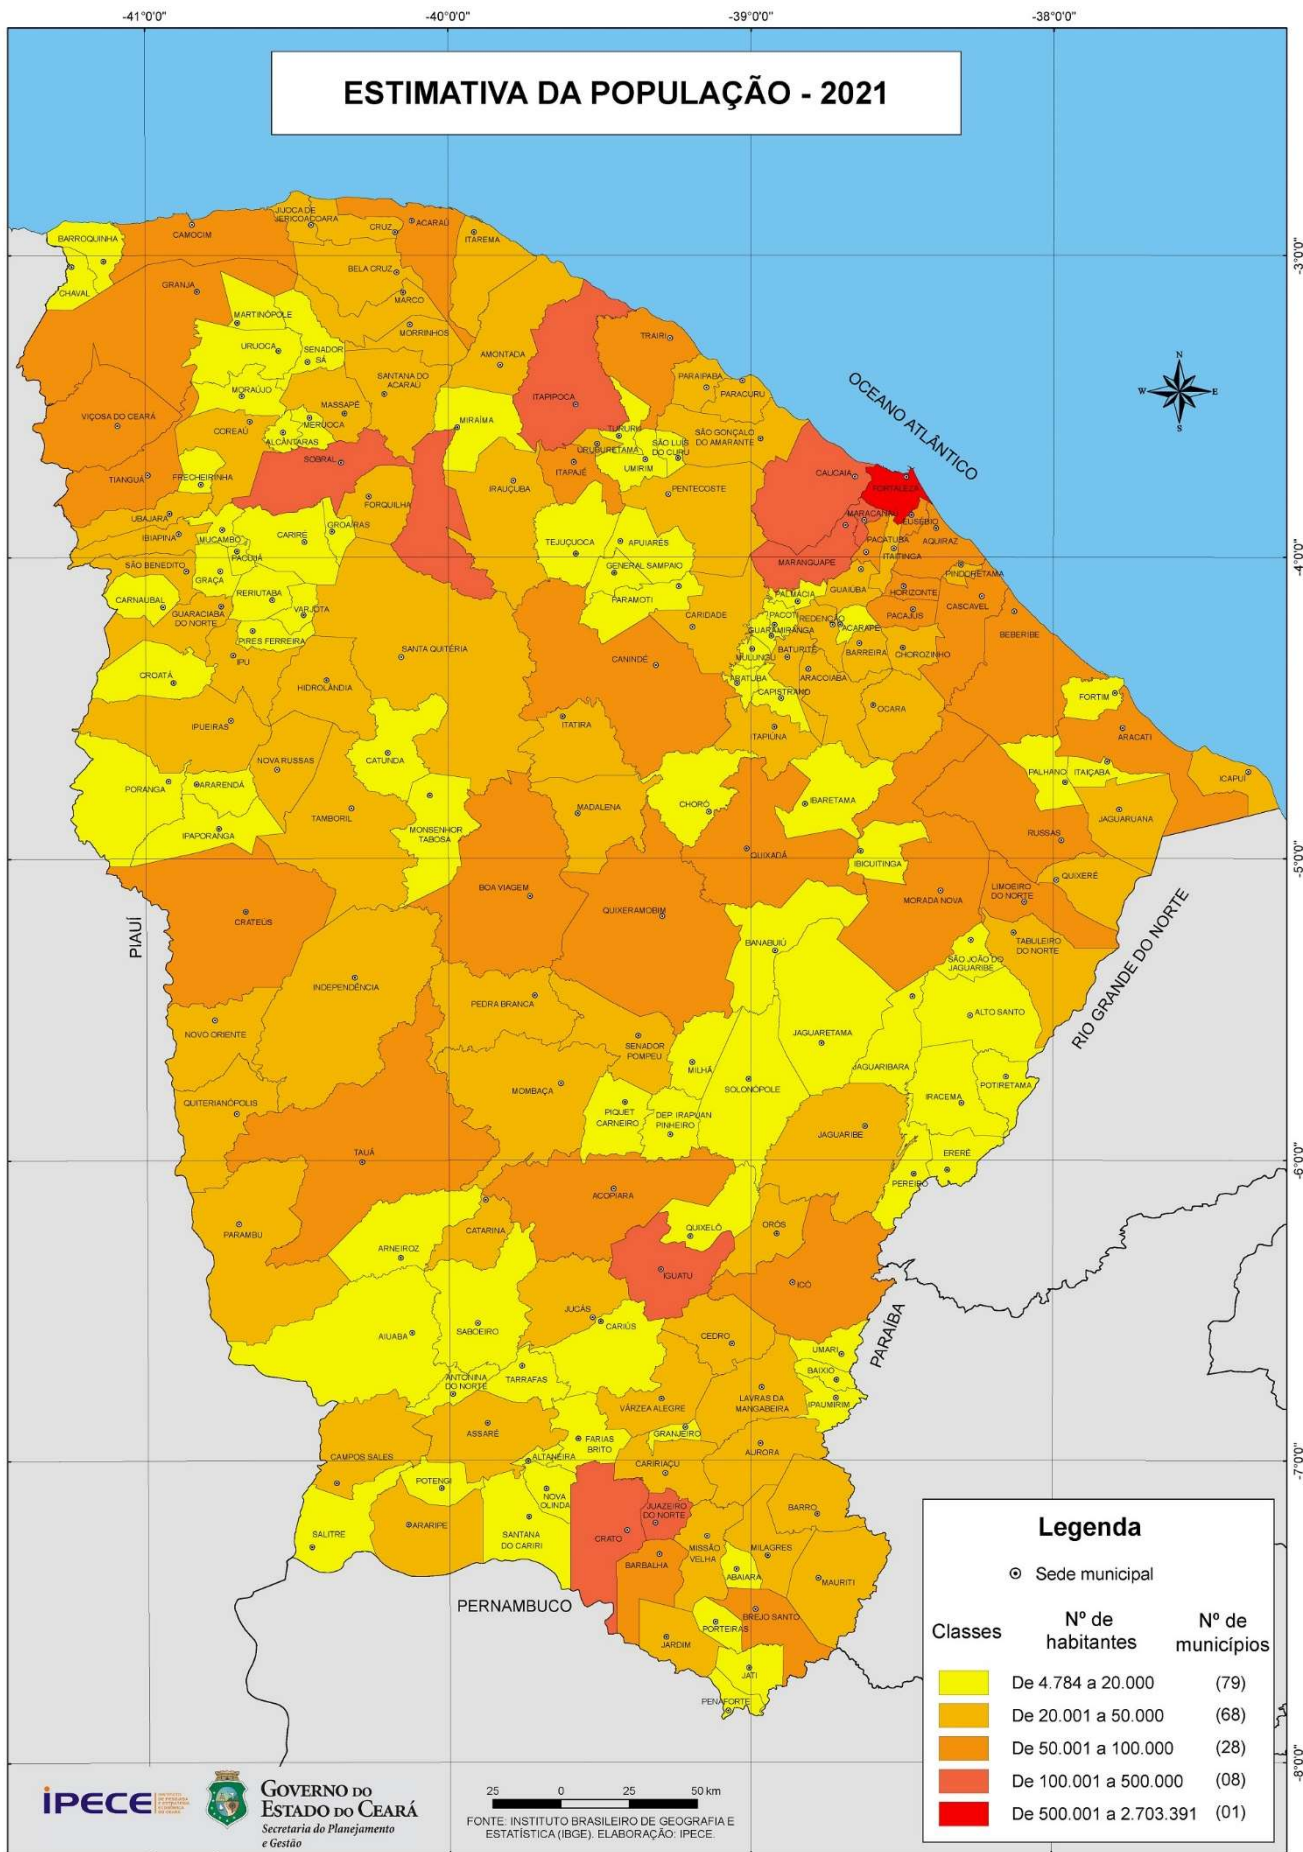 -41°0'0"
-40°0'0"
-39°0'0"
-38°0'0"
ESTIMATIVA DA POPULAÇÃO - 2021
JIJOCA DE
JERICOACOARA
CRUZ
ACARAÚ
ITAREMA
BARROQUINHA
CAMOCIM
CHAVAL
BELA CRUZ
-3°0'0"
GRANJA
MARCO
MARTINÓPOLE
MORRINHOS
URUOCA
SENADOR
SÁ
AMONTADA
TRAIRI
N
W
E
S
MORAÚJO
SANTANA DO
ACARAÚ
ITAPIPOCA
PARAIPABA
PARACURU
OCEANO ATLÂNTICO
VIÇOSA DO CEARÁ
MASSAPÊ
MERUOCA
COREAÚ
ALCÂNTARAS
MIRAÍMA
TURURU
URUBURETAMA
SÃO LUIS
DO CURU
SÃO GONÇALO
DO AMARANTE
SOBRAL
UMIRIM
ITAPAJÉ
TIANGUÁ
FRECHEIRINHA
IRAUÇUBA
PENTECOSTE
CAUCAIA
FORTALEZA
FORQUILHA
UBAJARA
MARACANAÚ
EUSÉBIO
IBIAPINA
MUCAMBO
CARIRÉ
GROAÍRAS
TEJUÇUOCA
APUIARÉS
PACATUBA
AQUIRAZ
ITAITINGA
-4°0'0"
PACUJÁ
SÃO BENEDITO
GRAÇA
GENERAL SAMPAIO
MARANGUAPE
PINDORETAMA
CARNAUBAL
RERIUTABA
PARAMOTI
PALMÁCIA
GUAIÚBA
HORIZONTE
CASCAVEL
GUARACIABA
DO NORTE
VARJOTA
CARIDADE
PACOTI
REDENÇÃO
PACAJUS
BEBERIBE
PIRES FERREIRA
GUARAMIRANGA
ACARAPE
IPU
SANTA QUITÉRIA
CANINDÉ
MULUNGU
BATURITÉ
BARREIRA
CHOROZINHO
CROATÁ
HIDROLÂNDIA
ARATUBA
ARACOIABA
CAPISTRANO
FORTIM
IPUEIRAS
ITATIRA
OCARA
ITAPIÚNA
ARACATI
NOVA RUSSAS
CATUNDA
PORANGA
ARARENDÁ
CHORÓ
IBARETAMA
PALHANO
ITAIÇABA
ICAPUÍ
TAMBORIL
MADALENA
JAGUARUANA
IPAPORANGA
MONSENHOR
TABOSA
RUSSAS
QUIXADÁ
IBICUITINGA
-5°0'0"
QUIXERÉ
BOA VIAGEM
LIMOEIRO
DO NORTE
MORADA NOVA
CRATEÚS
QUIXERAMOBIM
PIAUÍ
BANABUIÚ
TABULEIRO
DO NORTE
SÃO JOÃO DO
JAGUARIBE
RIO GRANDE DO NORTE
INDEPENDÊNCIA
PEDRA BRANCA
ALTO SANTO
NOVO ORIENTE
JAGUARETAMA
SENADOR
POMPEU
MILHÃ
JAGUARIBARA
POTIRETAMA
SOLONÓPOLE
MOMBAÇA
QUITERIANÓPOLIS
PIQUET
CARNEIRO
DEP. IRAPUAN
PINHEIRO
IRACEMA
JAGUARIBE
TAUÁ
ERERÉ
-6°0'0"
ACOPIARA
PEREIRO
PARAMBU
CATARINA
QUIXELÔ
ORÓS
ARNEIROZ
IGUATU
ICÓ
JUCÁS
CARIÚS
AIUABA
SABOEIRO
CEDRO
PARAÍBA
UMARI
BAIXIO
ANTONINA
DO NORTE
TARRAFAS
VÁRZEA ALEGRE
LAVRAS DA
MANGABEIRA
IPAUMIRIM
ASSARÉ
FARIAS
BRITO
GRANJEIRO
AURORA
CAMPOS SALES
ALTANEIRA
CARIRIAÇU
-7°0'0"
POTENGI
NOVA
OLINDA
JUAZEIRO
DO NORTE
BARRO
ARARIPE
SALITRE
SANTANA
DO CARIRI
CRATO
MISSÃO
VELHA
MILAGRES
BARBALHA
ABAIARA
MAURITI
PERNAMBUCO
BREJO SANTO
PORTEIRAS
JARDIM
JATI
PENAFORTE
-8°0'0"
Legenda
Sede municipal
Classes
Nº de
habitantes
Nº de
municípios
De 4.784 a 20.000 (79)
De 20.001 a 50.000 (68)
De 50.001 a 100.000 (28)
De 100.001 a 500.000 (08)
De 500.001 a 2.703.391 (01)
iPECE
GOVERNO DO
ESTADO DO CEARÁ
Secretaria do Planejamento
e Gestão
25 0 25 50 km
FONTE: INSTITUTO BRASILEIRO DE GEOGRAFIA E
ESTATÍSTICA (IBGE). ELABORAÇÃO: IPECE.